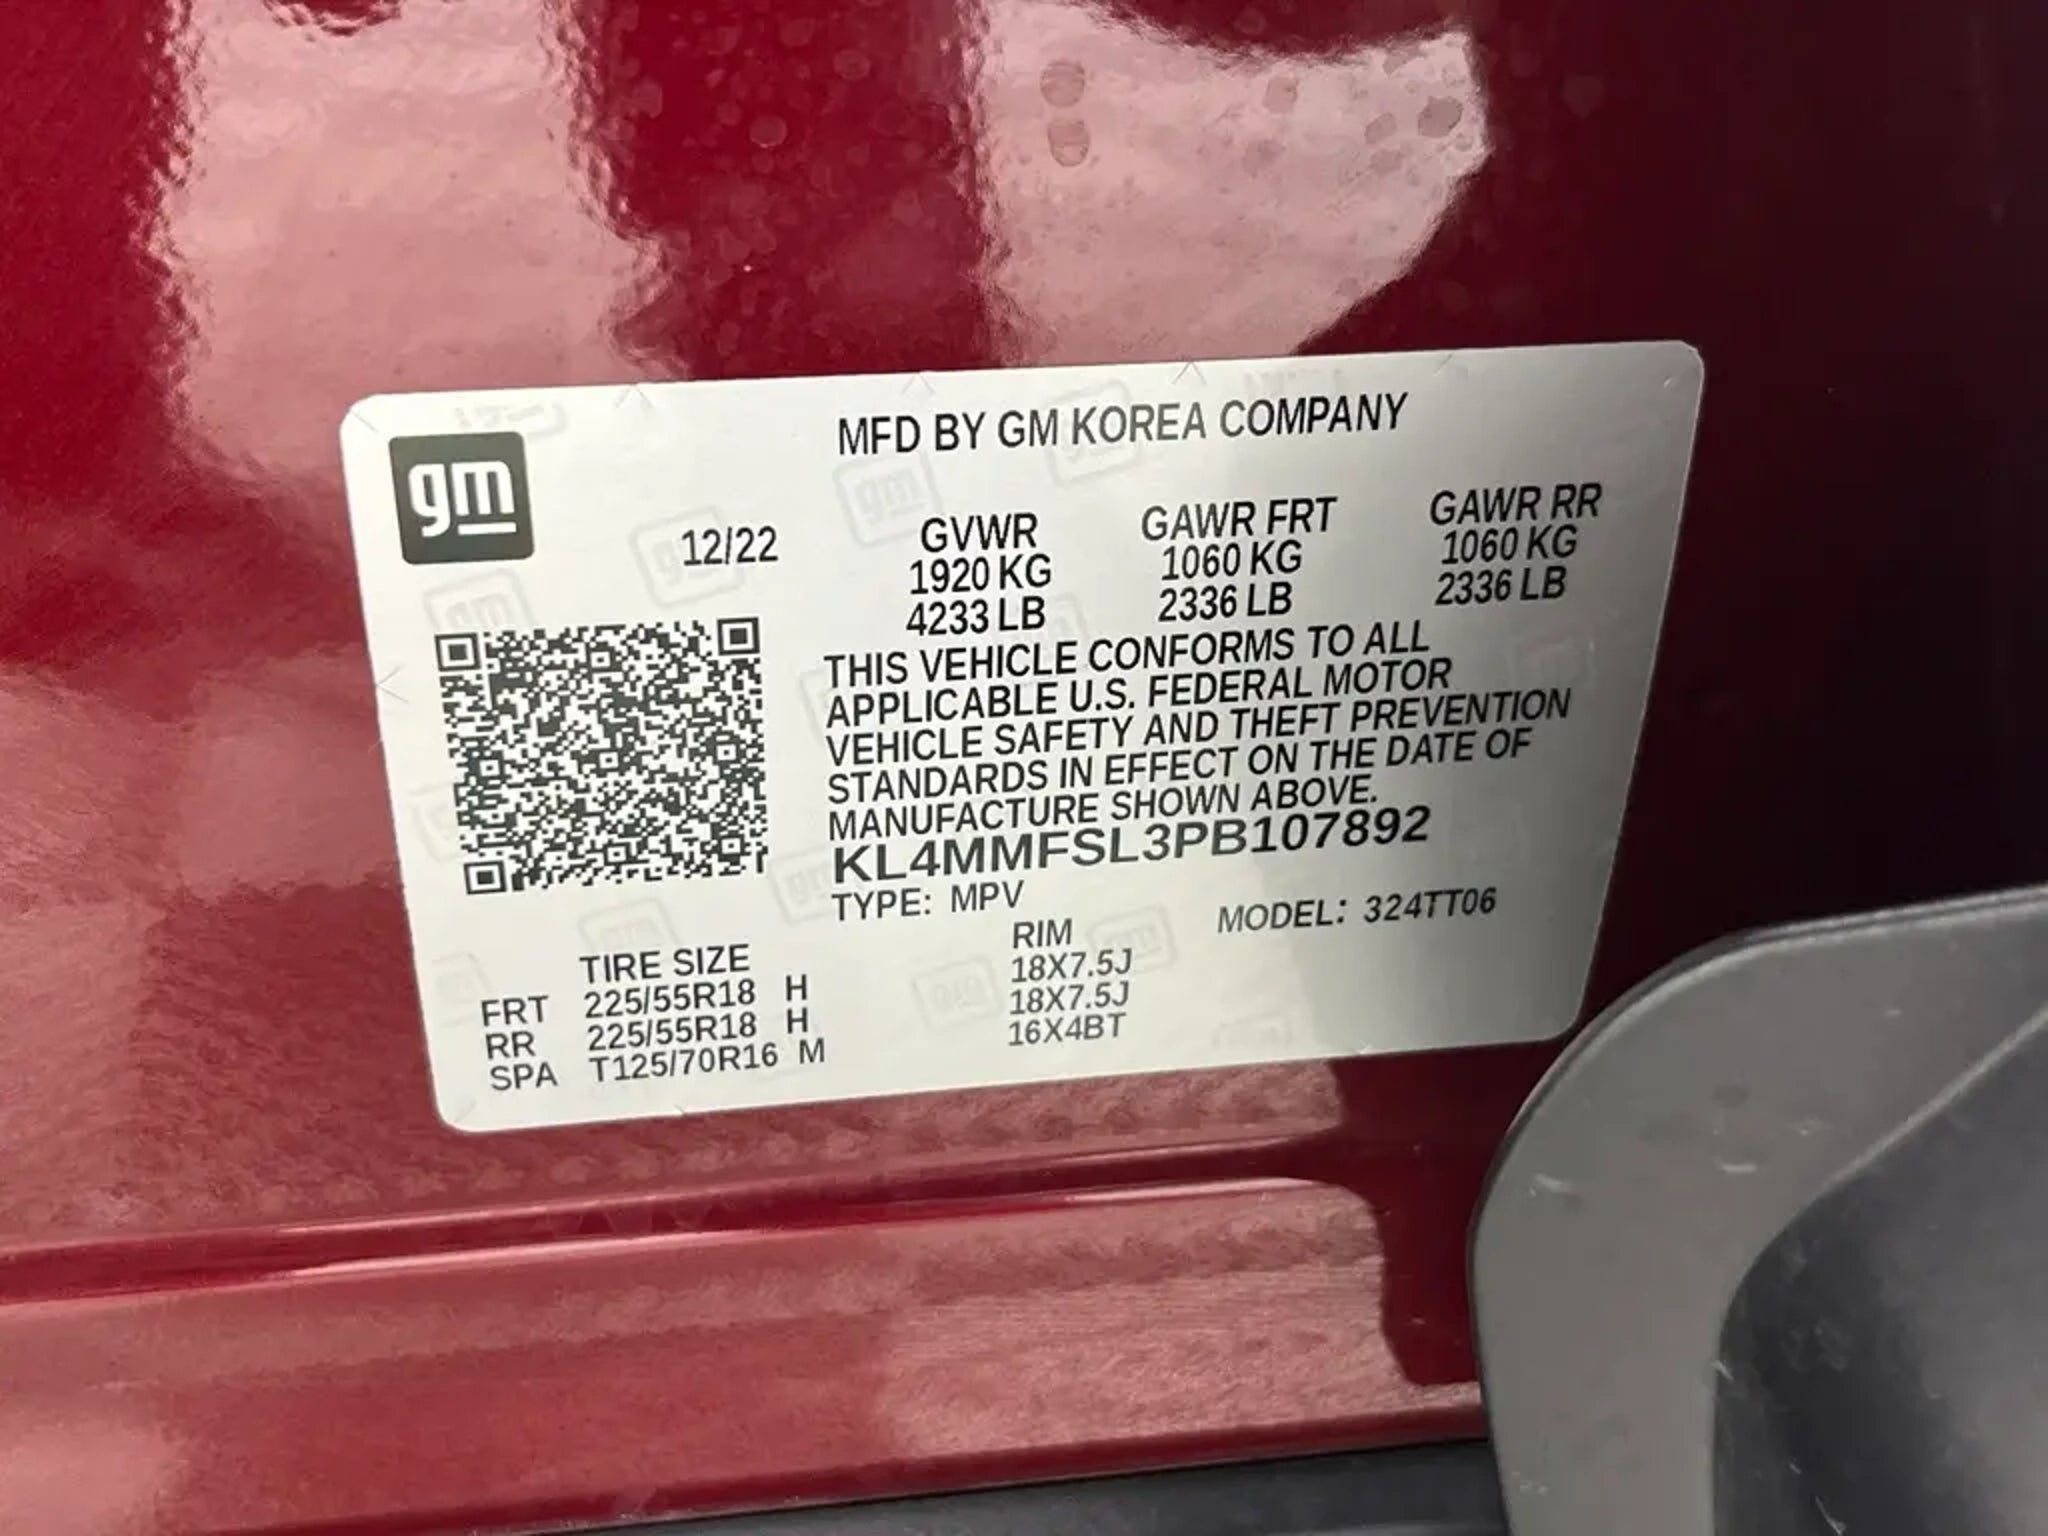 gm
MFD BY GM KOREA COMPANY
12/22
GVWR GAWR FRT GAWR RR
1920 KG 1060 KG 1060 KG
4233 LB 2336 LB 2336 LB
THIS VEHICLE CONFORMS TO ALL
APPLICABLE U.S. FEDERAL MOTOR
VEHICLE SAFETY AND THEFT PREVENTION
STANDARDS IN EFFECT ON THE DATE OF
MANUFACTURE SHOWN ABOVE.
KL4MMFSL3PB107892
TYPE: MPV MODEL: 324TT06
TIRE SIZE RIM
FRT 225/55R18 H 18X7.5J
RR 225/55R18 H 18X7.5J
SPA T125/70R16 M 16X4BT